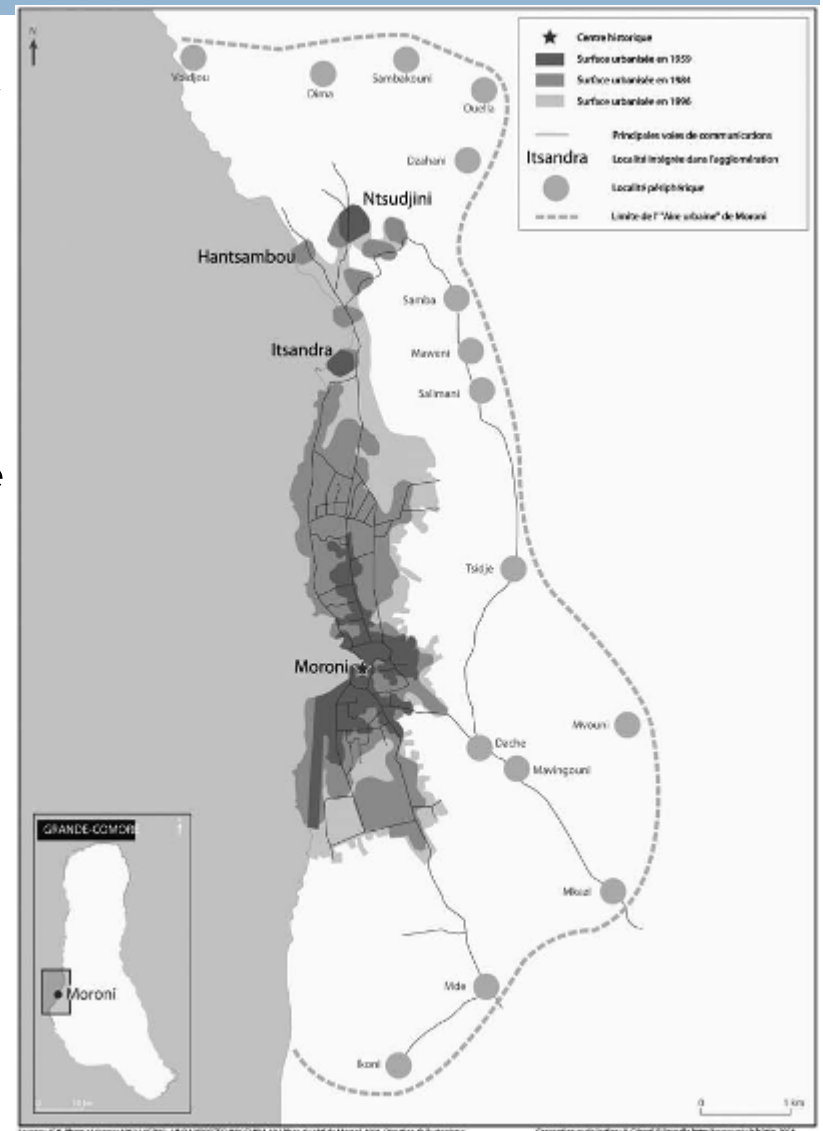 N
Centre historique
Surface urbanisée en 1959
Surface urbanisée en 1984
Surface urbanisée en 1996
Principales voies de communications
Itsandra
Localité intégrée dans l'agglomération
Localité périphérique
Limite de l' "Aire urbaine" de Moroni
Voidjou
Dima
Sambakouni
Ouella
Dzahani
Ntsudjini
Hantsambou
Samba
Itsandra
Maweni
Salimani
Tsidje
Moroni
Mvouni
Dache
Mavingouni
Mkazi
Mde
Ikoni
GRANDE-COMORE
Moroni
0
1 km